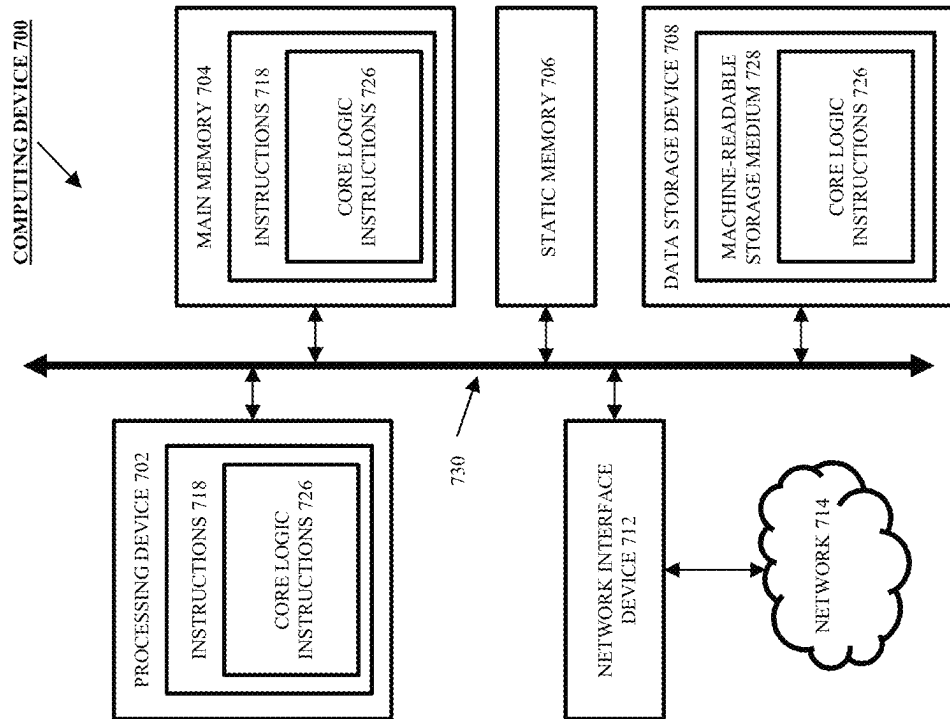 COMPUTING DEVICE 700
PROCESSING DEVICE 702
INSTRUCTIONS 718
CORE LOGIC
INSTRUCTIONS 726
MAIN MEMORY 704
INSTRUCTIONS 718
CORE LOGIC
INSTRUCTIONS 726
STATIC MEMORY 706
730
NETWORK INTERFACE
DEVICE 712
DATA STORAGE DEVICE 708
MACHINE-READABLE
STORAGE MEDIUM 728
CORE LOGIC
INSTRUCTIONS 726
NETWORK 714